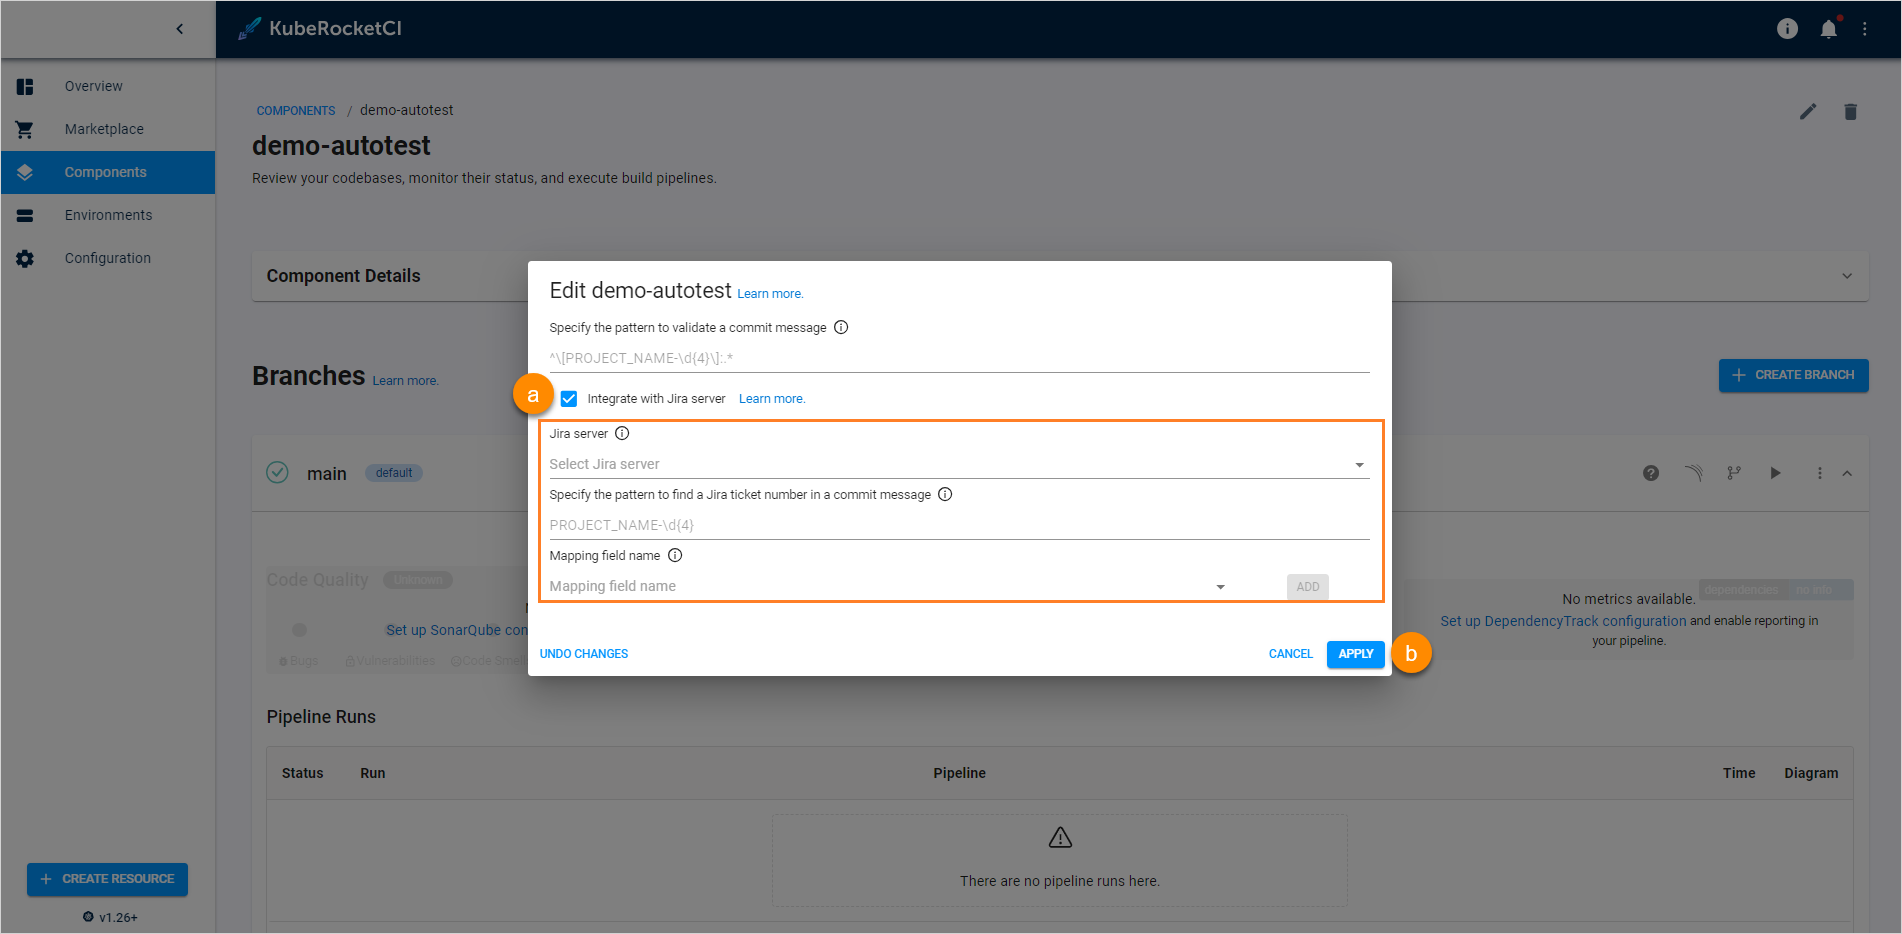 KubeRocketCI
Overview
Marketplace
Components
Environments
Configuration
CREATE RESOURCE
v1.26+
COMPONENTS / demo-autotest
demo-autotest
Review your codebases, monitor their status, and execute build pipelines.
Component Details
Branches Learn more.
CREATE BRANCH
main default
Code Quality Unknown
Set up SonarQube con
Bugs Vulnerabilities Code Smel
dependencies no info
No metrics available.
Set up DependencyTrack configuration and enable reporting in
your pipeline.
Pipeline Runs
Status Run Pipeline Time Diagram
There are no pipeline runs here.
Edit demo-autotest Learn more.
Specify the pattern to validate a commit message
^\[PROJECT_NAME-\d{4}\]:.*
a
Integrate with Jira server Learn more.
Jira server
Select Jira server
Specify the pattern to find a Jira ticket number in a commit message
PROJECT_NAME-\d{4}
Mapping field name
Mapping field name ADD
UNDO CHANGES CANCEL APPLY
b